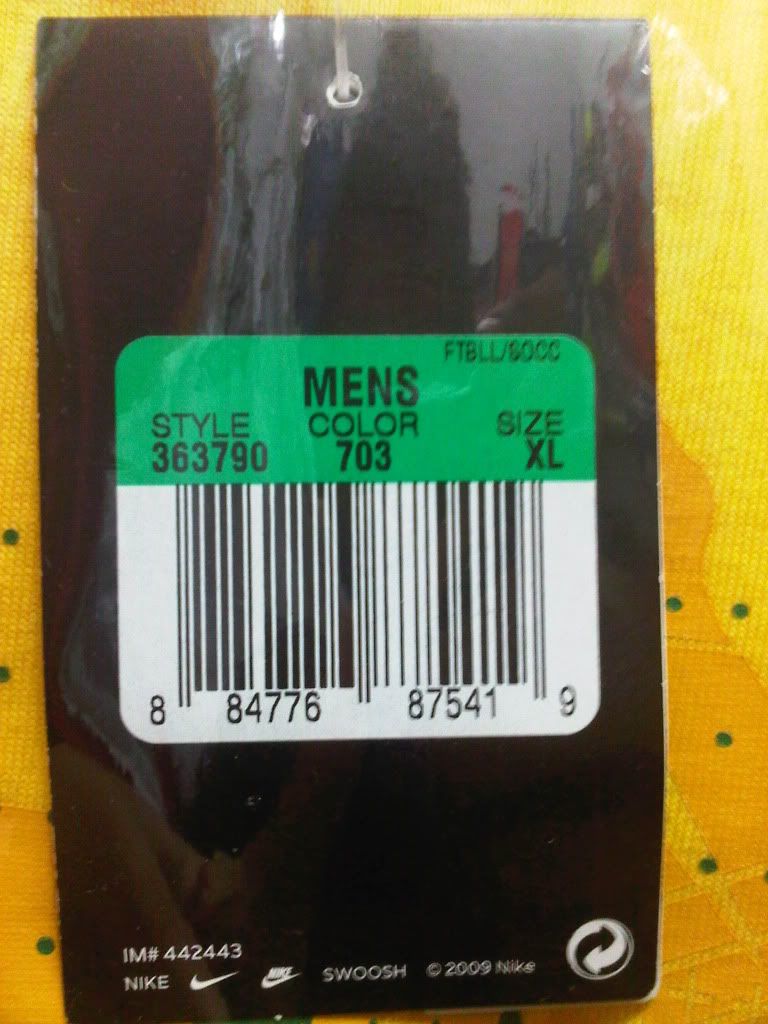 FTBLL/SOCC
MENS
STYLE COLOR SIZE
363790 703 XL
8 84776 87541 9
IM# 442443
NIKE NIKE SWOOSH © 2009 Nike